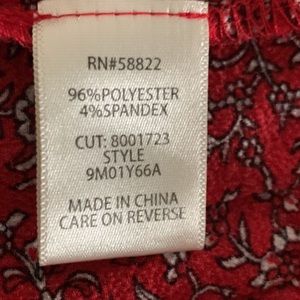 RN#58822
96%POLYESTER
4%SPANDEX
CUT: 8001723
STYLE
9M01Y66A
MADE IN CHINA
CARE ON REVERSE